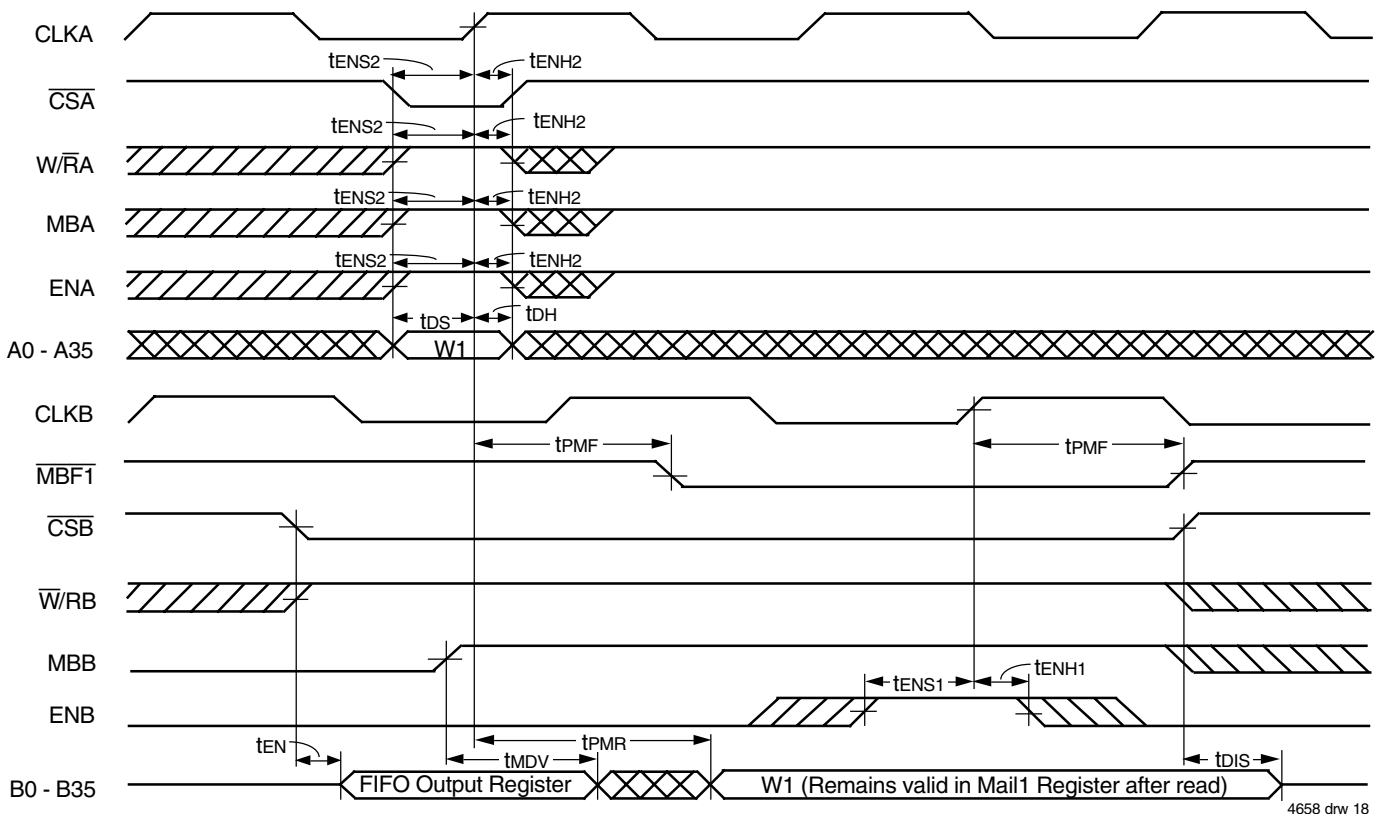 CLKA
tENS2 tENH2
CSA
tENS2 tENH2
W/RA
tENS2 tENH2
MBA
tENS2 tENH2
ENA
tDS tDH
A0 - A35 W1
CLKB
tPMF tPMF
MBF1
CSB
W/RB
MBB
tENS1 tENH1
ENB
tEN tMDV tPMR tDIS
B0 - B35 FIFO Output Register W1 (Remains valid in Mail1 Register after read)
4658 drw 18